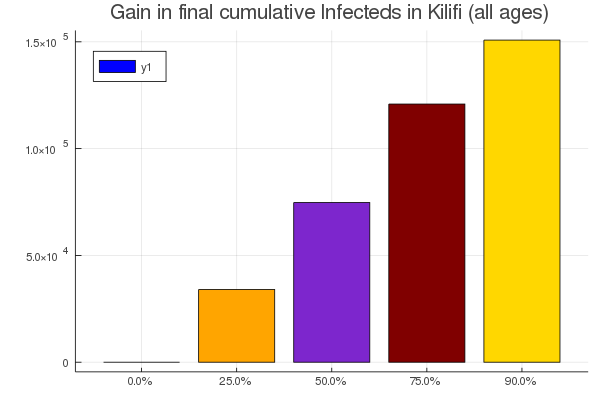 Gain in final cumulative Infecteds in Kilifi (all ages)
1.5×10 5
y1
1.0×10 5
5.0×10 4
0
0.0% 25.0% 50.0% 75.0% 90.0%